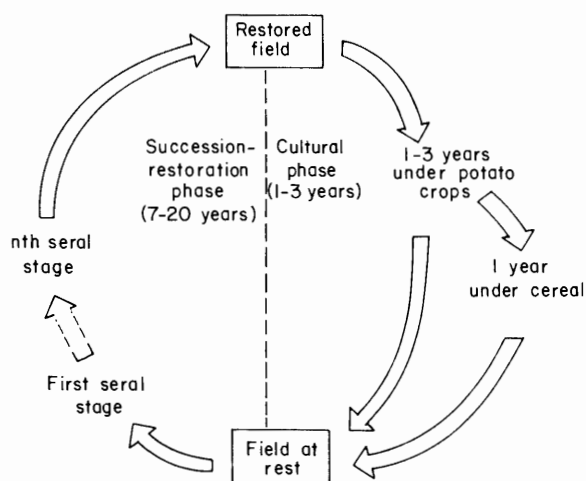 Restored
field
Succession-
restoration
phase
(7-20 years)
Cultural
phase
(1-3 years)
1-3 years
under potato
crops
1 year
under cereal
nth seral
stage
First seral
stage
Field at
rest